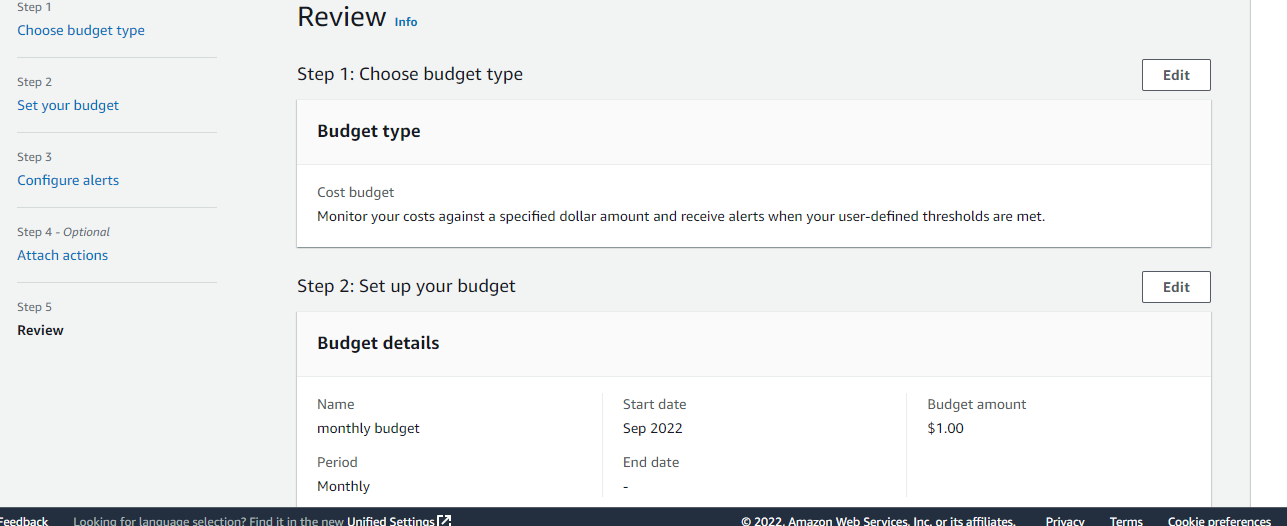 Step 1
Choose budget type
Step 2
Set your budget
Step 3
Configure alerts
Step 4 - Optional
Attach actions
Step 5
Review
Review Info
Step 1: Choose budget type
Edit
Budget type
Cost budget
Monitor your costs against a specified dollar amount and receive alerts when your user-defined thresholds are met.
Step 2: Set up your budget
Edit
Budget details
Name
monthly budget
Period
Monthly
Start date
Sep 2022
End date
-
Budget amount
$1.00
Feedback Looking for language selection? Find it in the new Unified Settings © 2022, Amazon Web Services, Inc. or its affiliates. Privacy Terms Cookie preferences